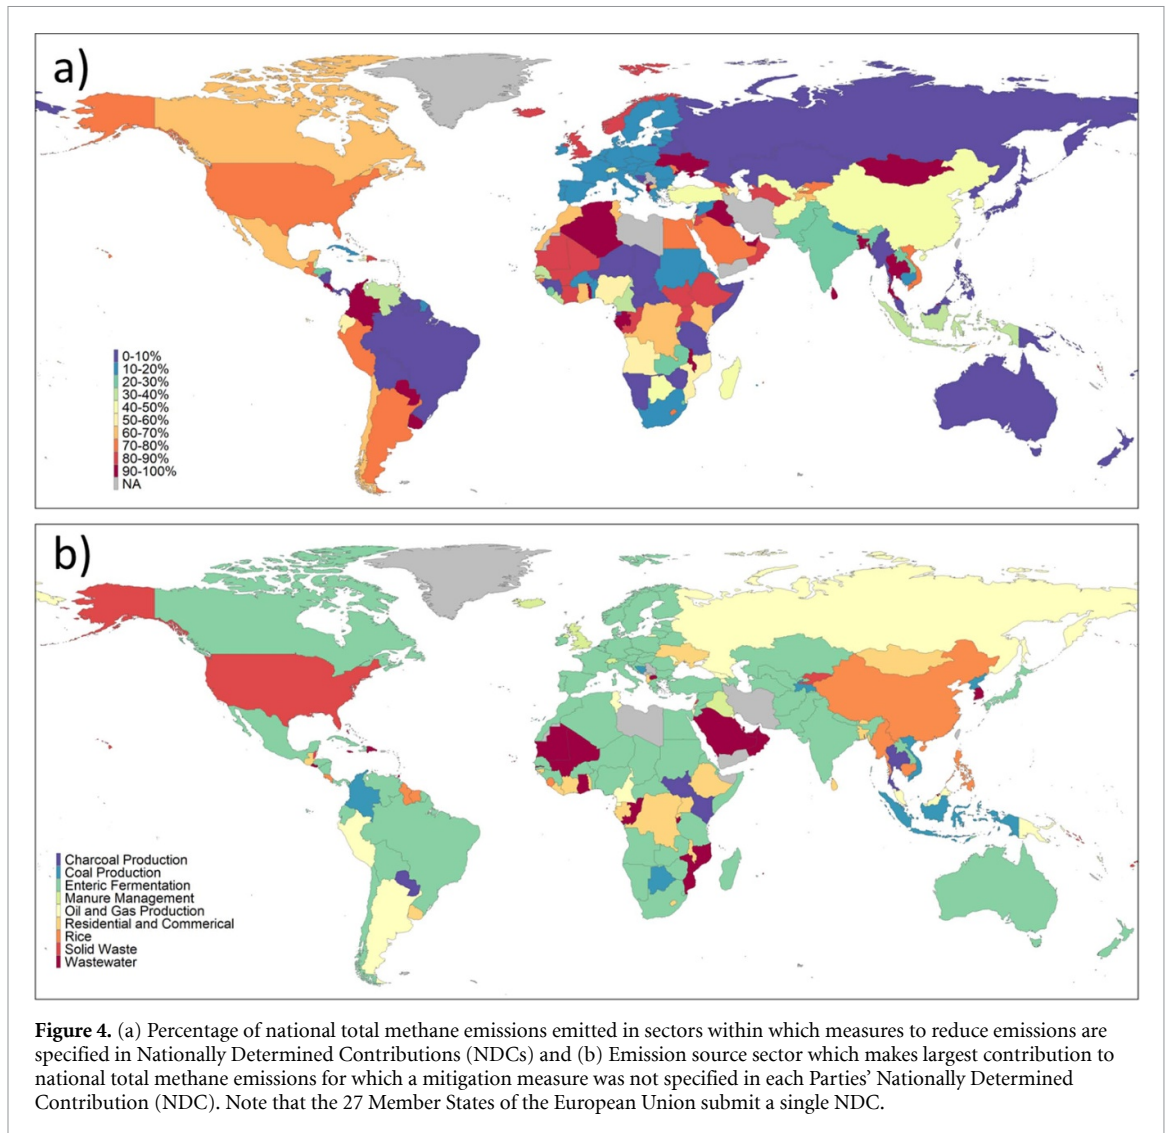 a)
0-10%
10-20%
20-30%
30-40%
40-50%
50-60%
60-70%
70-80%
80-90%
90-100%
NA
b)
Charcoal Production
Coal Production
Enteric Fermentation
Manure Management
Oil and Gas Production
Residential and Commerical
Rice
Solid Waste
Wastewater
Figure 4. (a) Percentage of national total methane emissions emitted in sectors within which measures to reduce emissions are
specified in Nationally Determined Contributions (NDCs) and (b) Emission source sector which makes largest contribution to
national total methane emissions for which a mitigation measure was not specified in each Parties’ Nationally Determined
Contribution (NDC). Note that the 27 Member States of the European Union submit a single NDC.